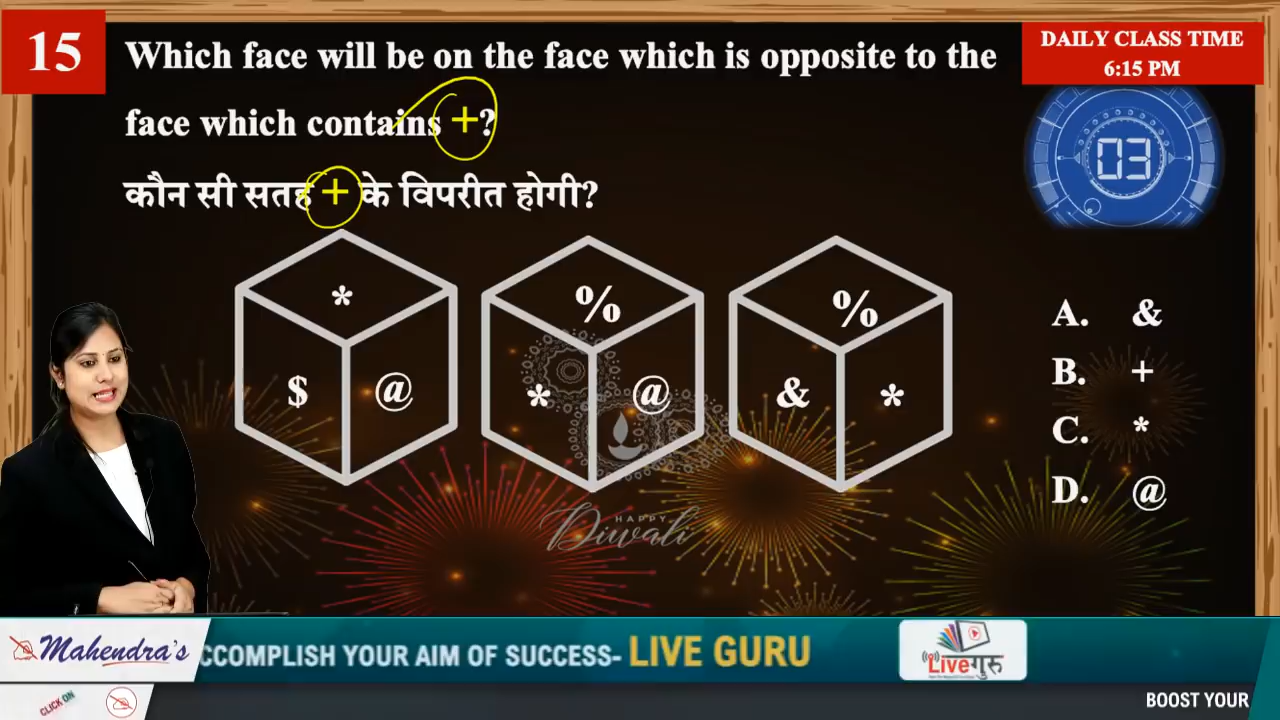 15
Which face will be on the face which is opposite to the
face which contains +?
कौन सी सतह + के विपरीत होगी?
DAILY CLASS TIME
6:15 PM
03
*
$ @
%
* @
%
& *
A. &
B. +
C. *
D. @
HAPPY
Diwali
Mahendra's
CCOMPLISH YOUR AIM OF SUCCESS- LIVE GURU
Liveगुरु
CLICK ON
BOOST YOUR